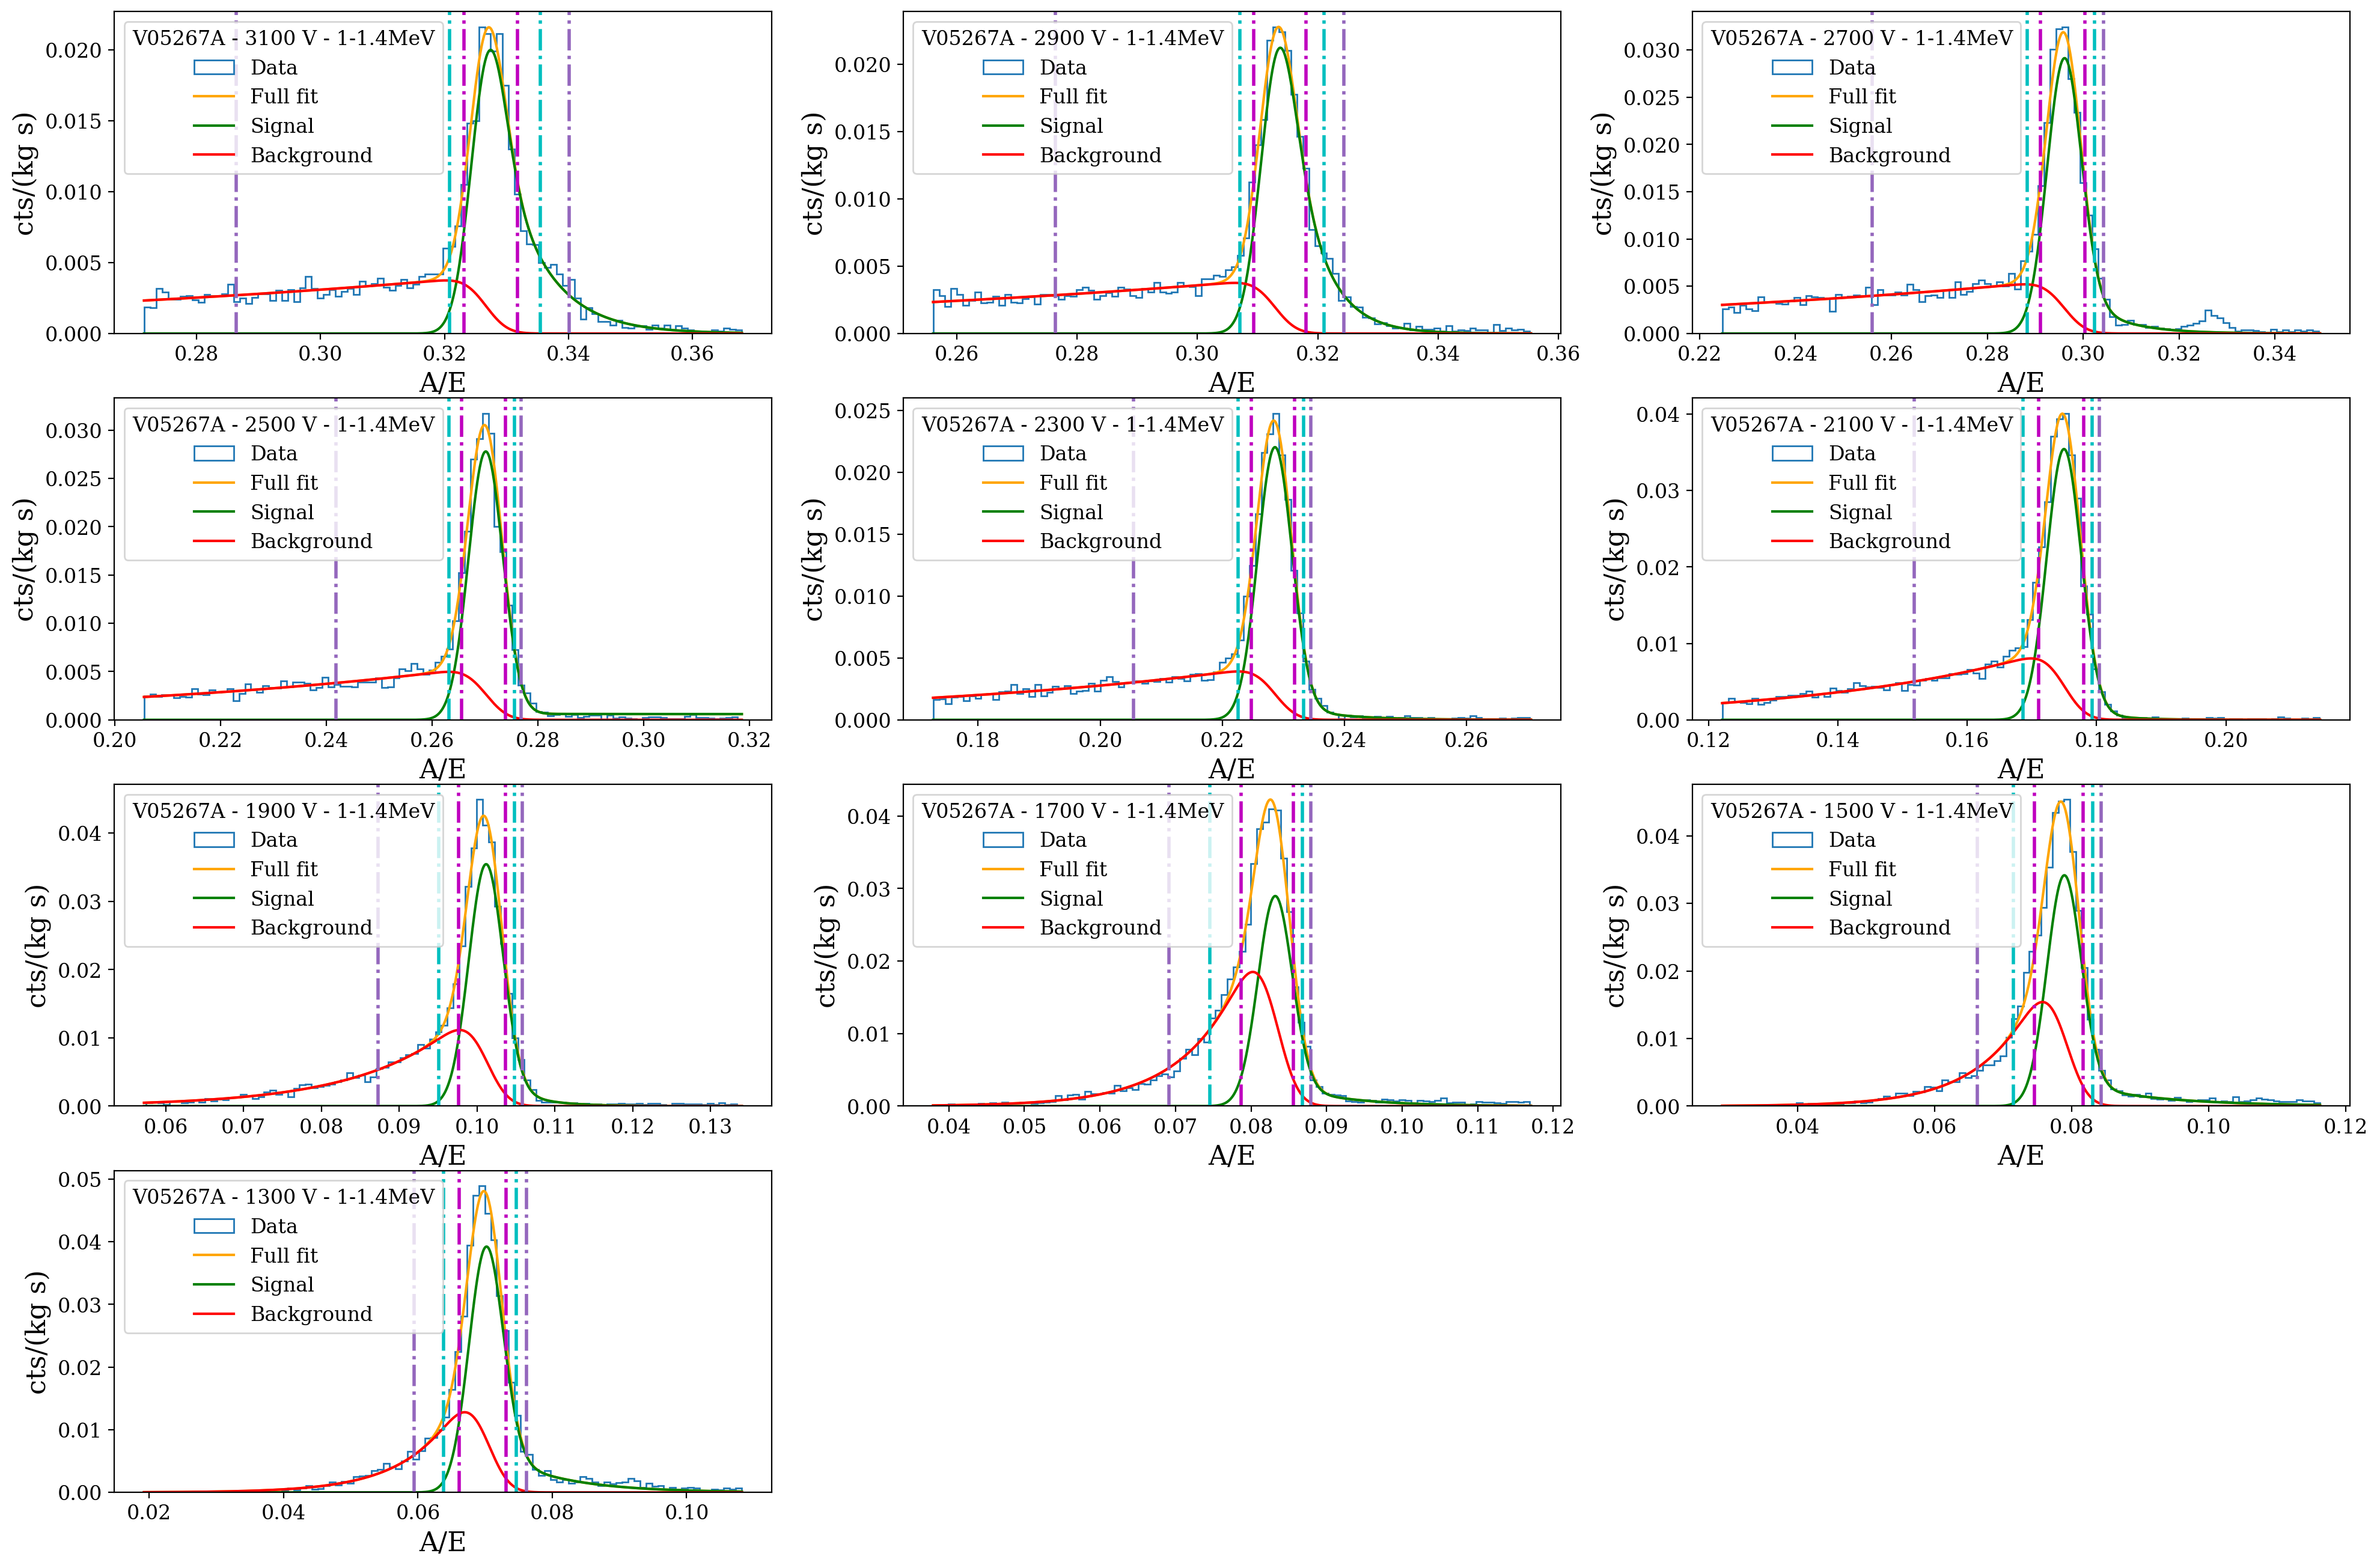 V05267A - 3100 V - 1-1.4MeV
Data
Full fit
Signal
Background
cts/(kg s)
0.020
0.015
0.010
0.005
0.000
0.28 0.30 0.32 0.34 0.36
A/E
V05267A - 2900 V - 1-1.4MeV
Data
Full fit
Signal
Background
cts/(kg s)
0.020
0.015
0.010
0.005
0.000
0.26 0.28 0.30 0.32 0.34 0.36
A/E
V05267A - 2700 V - 1-1.4MeV
Data
Full fit
Signal
Background
cts/(kg s)
0.030
0.025
0.020
0.015
0.010
0.005
0.000
0.22 0.24 0.26 0.28 0.30 0.32 0.34
A/E
V05267A - 2500 V - 1-1.4MeV
Data
Full fit
Signal
Background
cts/(kg s)
0.030
0.025
0.020
0.015
0.010
0.005
0.000
0.20 0.22 0.24 0.26 0.28 0.30 0.32
A/E
V05267A - 2300 V - 1-1.4MeV
Data
Full fit
Signal
Background
cts/(kg s)
0.025
0.020
0.015
0.010
0.005
0.000
0.18 0.20 0.22 0.24 0.26
A/E
V05267A - 2100 V - 1-1.4MeV
Data
Full fit
Signal
Background
cts/(kg s)
0.04
0.03
0.02
0.01
0.00
0.12 0.14 0.16 0.18 0.20
A/E
V05267A - 1900 V - 1-1.4MeV
Data
Full fit
Signal
Background
cts/(kg s)
0.04
0.03
0.02
0.01
0.00
0.06 0.07 0.08 0.09 0.10 0.11 0.12 0.13
A/E
V05267A - 1700 V - 1-1.4MeV
Data
Full fit
Signal
Background
cts/(kg s)
0.04
0.03
0.02
0.01
0.00
0.04 0.05 0.06 0.07 0.08 0.09 0.10 0.11 0.12
A/E
V05267A - 1500 V - 1-1.4MeV
Data
Full fit
Signal
Background
cts/(kg s)
0.04
0.03
0.02
0.01
0.00
0.04 0.06 0.08 0.10 0.12
A/E
V05267A - 1300 V - 1-1.4MeV
Data
Full fit
Signal
Background
cts/(kg s)
0.05
0.04
0.03
0.02
0.01
0.00
0.02 0.04 0.06 0.08 0.10
A/E